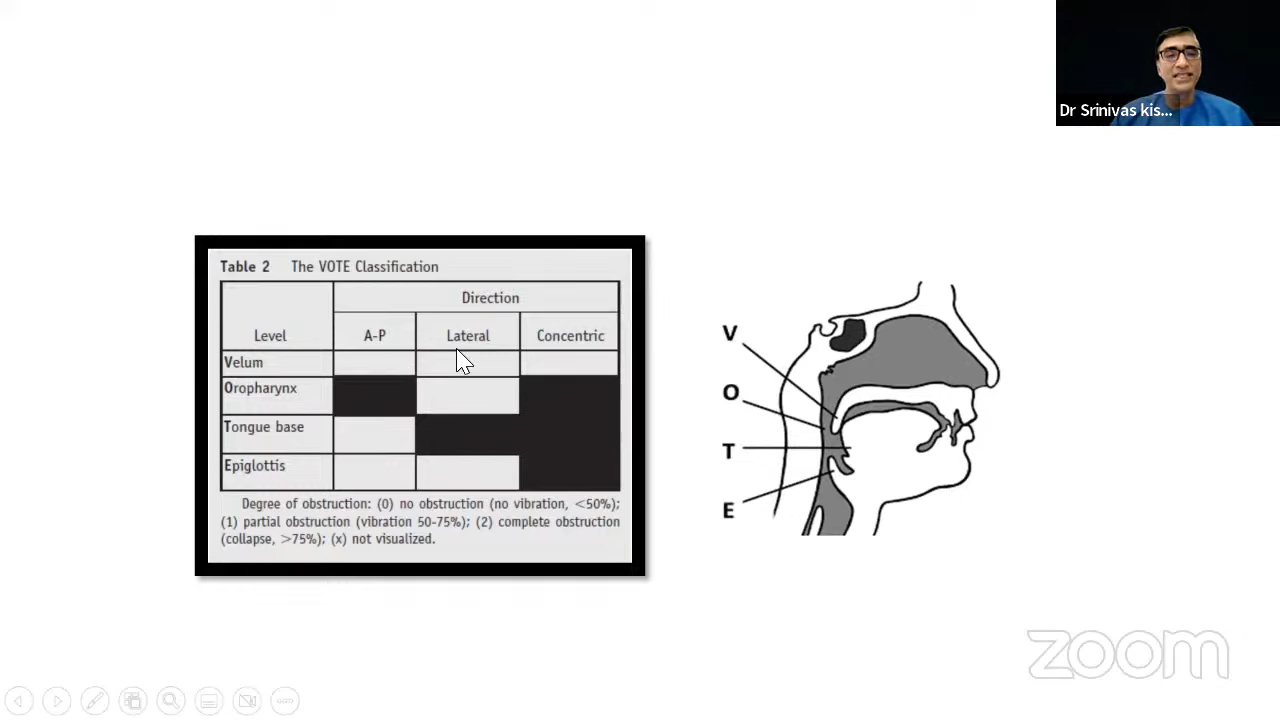 Dr Srinivas kis...
Table 2 The VOTE Classification
Direction
Level A-P Lateral Concentric
Velum
Oropharynx
Tongue base
Epiglottis
Degree of obstruction: (0) no obstruction (no vibration, <50%);
(1) partial obstruction (vibration 50-75%); (2) complete obstruction
(collapse, >75%); (x) not visualized.
V
O
T
E
zoom